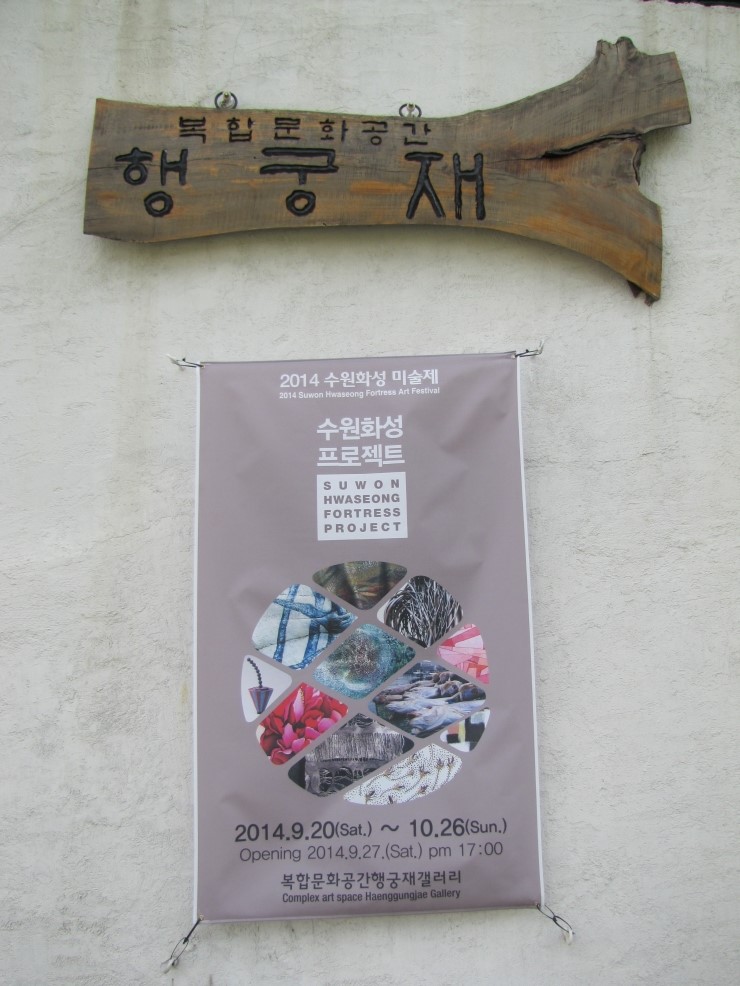 복합문화공간
행궁재
2014 수원화성 미술제
2014 Suwon Hwaseong Fortress Art Festival
수원화성
프로젝트
SUWON
HWASEONG
FORTRESS
PROJECT
2014.9.20(Sat.) ~ 10.26(Sun.)
Opening 2014.9.27.(Sat.) pm 17:00
복합문화공간행궁재갤러리
Complex art space Haenggungjae Gallery